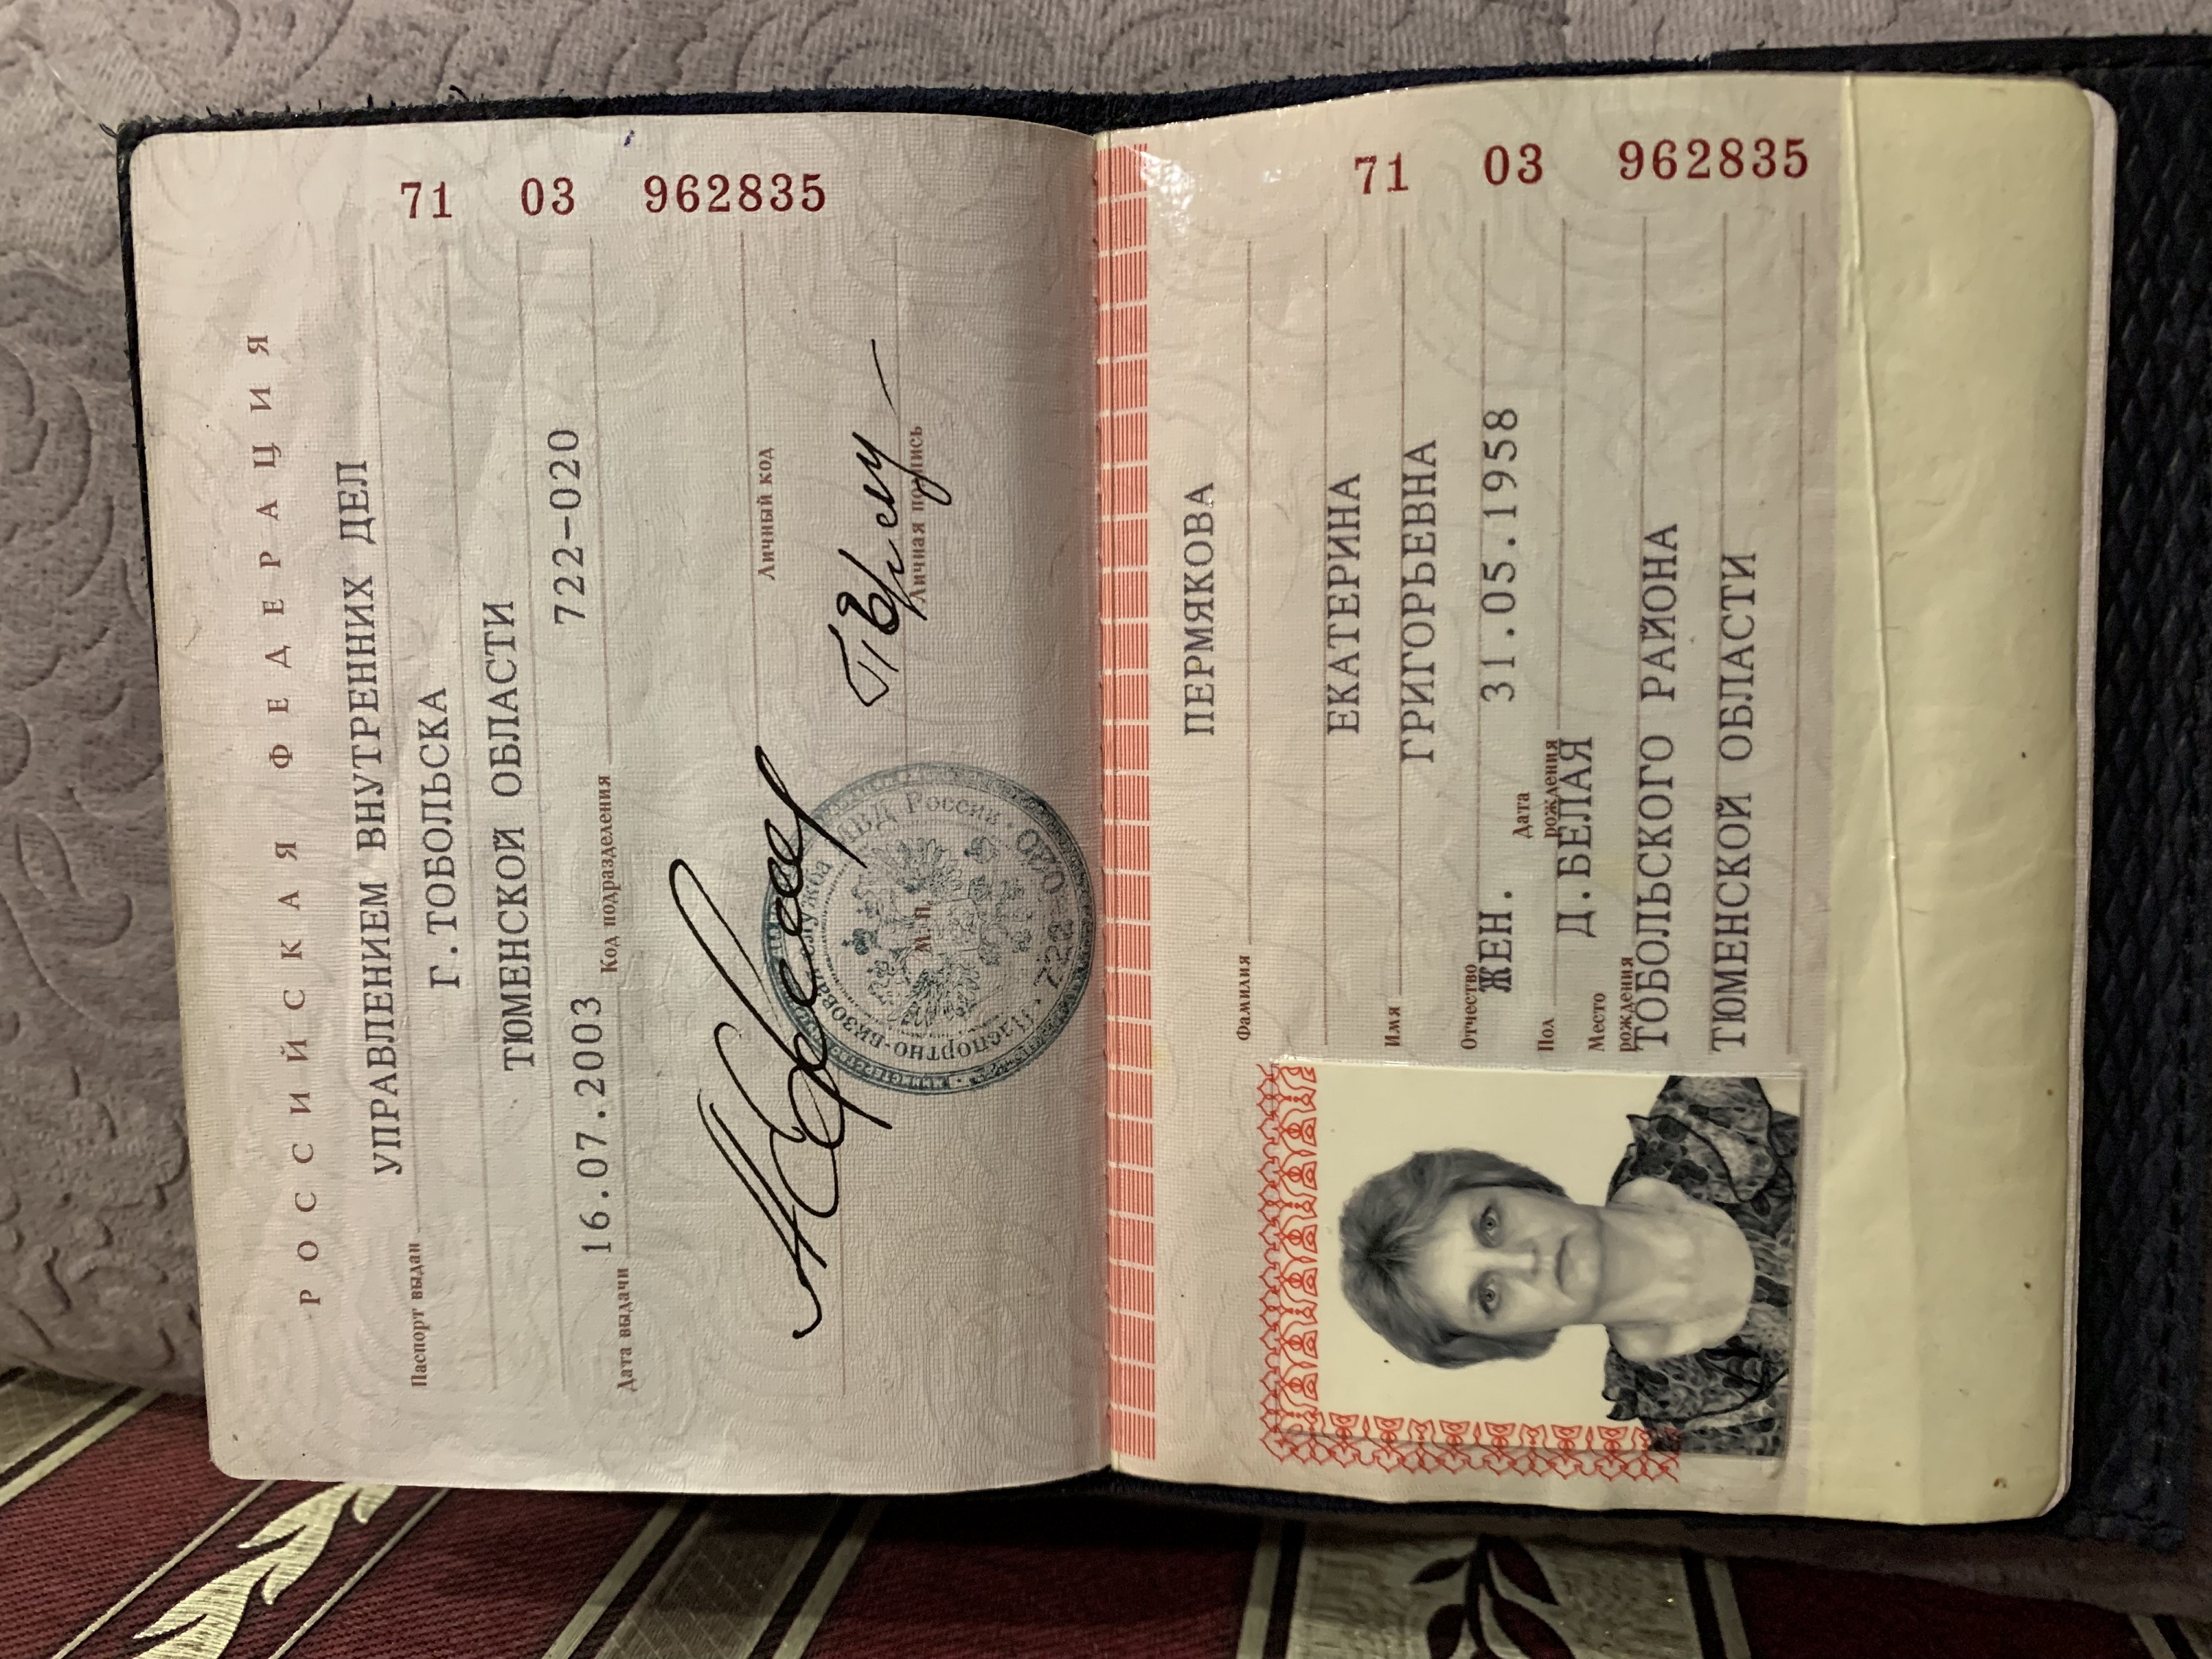 РОССИЙСКАЯ ФЕДЕРАЦИЯ
Паспорт выдан УПРАВЛЕНИЕМ ВНУТРЕННИХ ДЕЛ
Г.ТОБОЛЬСКА
ТЮМЕНСКОЙ ОБЛАСТИ
Дата выдачи 16.07.2003 Код подразделения 722-020
Личный код
Личная подпись
М.П.
Паспортно-визовая служба МВД России
722-020
71 03 962835
ПЕРМЯКОВА
Фамилия
ЕКАТЕРИНА
Имя
ГРИГОРЬЕВНА
Отчество
Пол ЖЕН. Дата рождения 31.05.1958
Место рождения Д.БЕЛАЯ
ТОБОЛЬСКОГО РАЙОНА
ТЮМЕНСКОЙ ОБЛАСТИ
71 03 962835